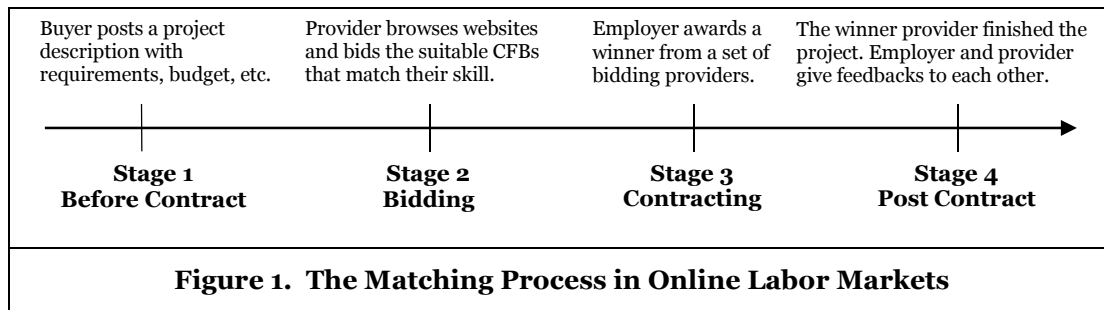 Buyer posts a project
description with
requirements, budget, etc.
Provider browses websites
and bids the suitable CFBs
that match their skill.
Employer awards a
winner from a set of
bidding providers.
The winner provider finished the
project. Employer and provider
give feedbacks to each other.
Stage 1
Before Contract
Stage 2
Bidding
Stage 3
Contracting
Stage 4
Post Contract
Figure 1. The Matching Process in Online Labor Markets